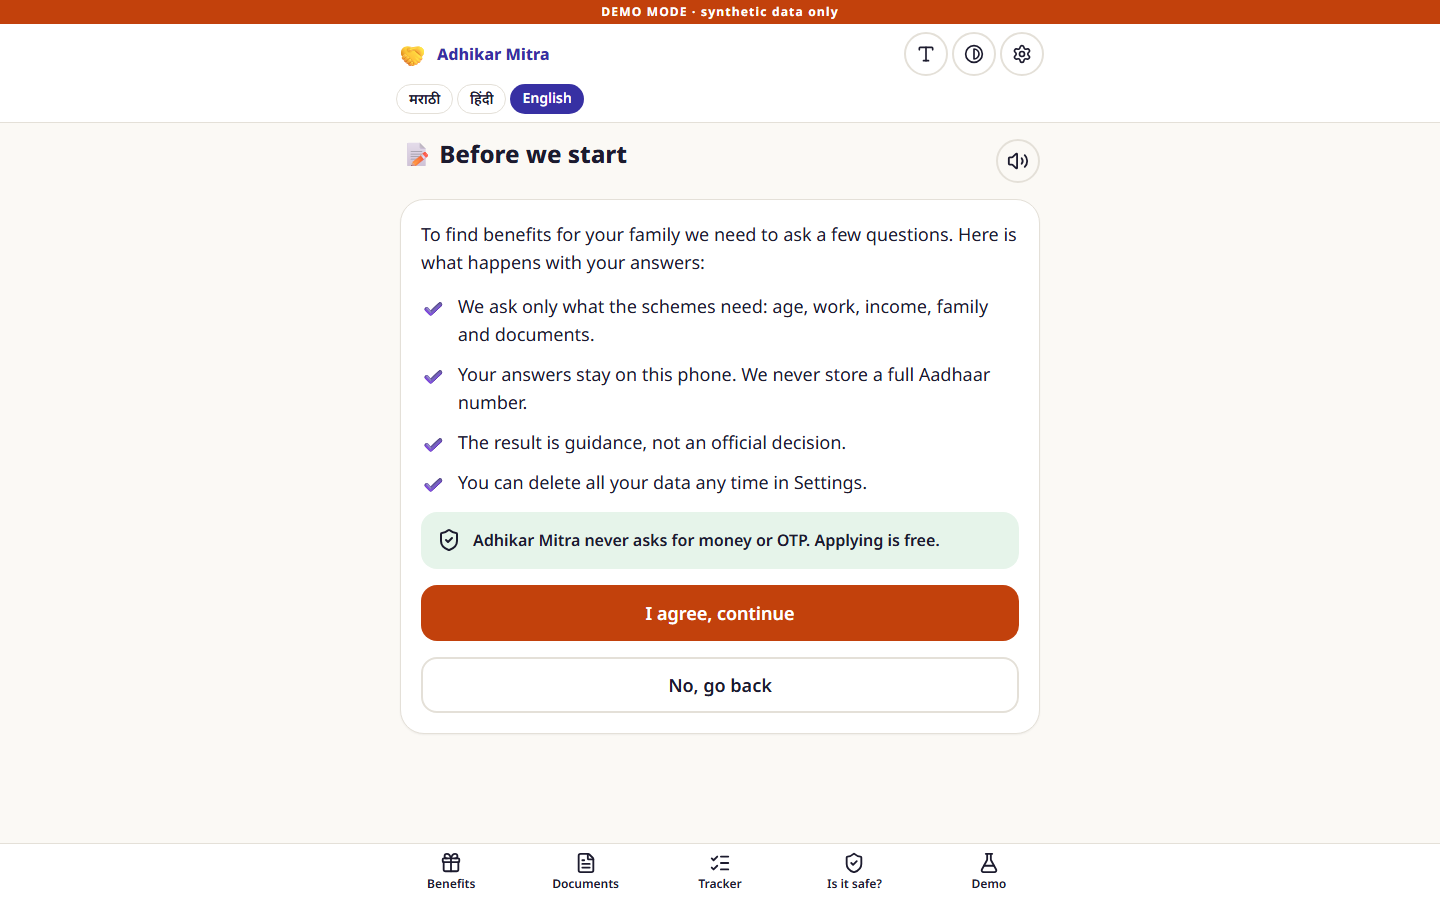 DEMO MODE · synthetic data only
Adhikar Mitra
मराठी
हिंदी
English
Before we start
To find benefits for your family we need to ask a few questions. Here is
what happens with your answers:
We ask only what the schemes need: age, work, income, family
and documents.
Your answers stay on this phone. We never store a full Aadhaar
number.
The result is guidance, not an official decision.
You can delete all your data any time in Settings.
Adhikar Mitra never asks for money or OTP. Applying is free.
I agree, continue
No, go back
Benefits
Documents
Tracker
Is it safe?
Demo